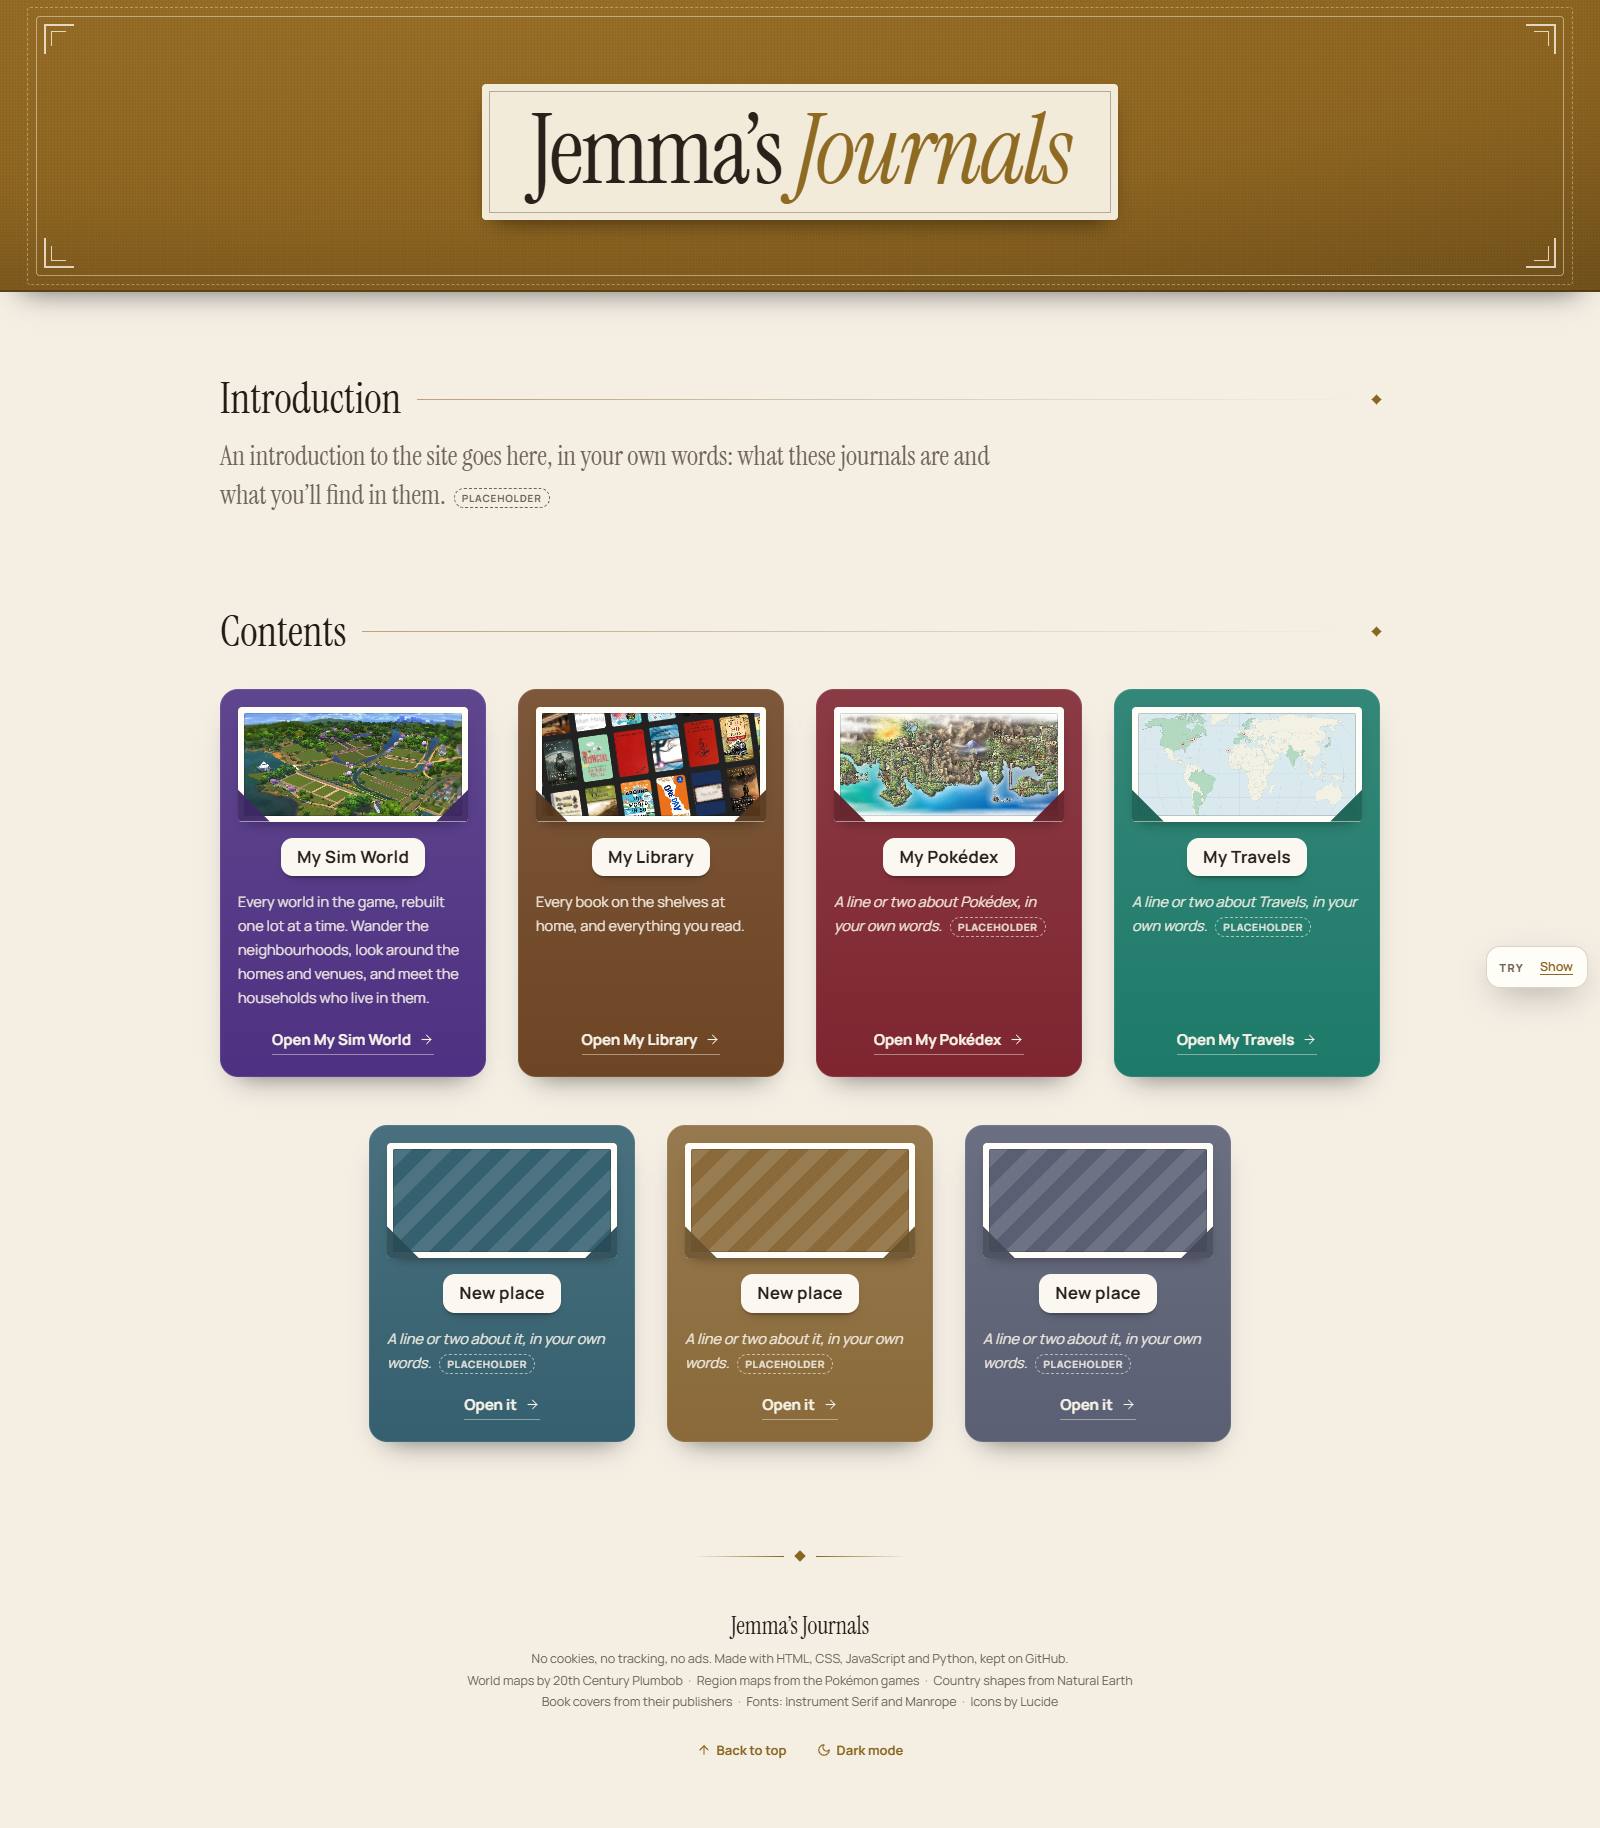 Jemma’s Journals
Introduction
An introduction to the site goes here, in your own words: what these journals are and
what you’ll find in them. PLACEHOLDER
Contents
My Sim World
Every world in the game, rebuilt
one lot at a time. Wander the
neighbourhoods, look around the
homes and venues, and meet the
households who live in them.
Open My Sim World →
My Library
Every book on the shelves at
home, and everything you read.
Open My Library →
My Pokédex
A line or two about Pokédex, in
your own words. PLACEHOLDER
Open My Pokédex →
My Travels
A line or two about Travels, in your
own words. PLACEHOLDER
Open My Travels →
TRY Show
New place
A line or two about it, in your own
words. PLACEHOLDER
Open it →
New place
A line or two about it, in your own
words. PLACEHOLDER
Open it →
New place
A line or two about it, in your own
words. PLACEHOLDER
Open it →
Jemma’s Journals
No cookies, no tracking, no ads. Made with HTML, CSS, JavaScript and Python, kept on GitHub.
World maps by 20th Century Plumbob · Region maps from the Pokémon games · Country shapes from Natural Earth
Book covers from their publishers · Fonts: Instrument Serif and Manrope · Icons by Lucide
↑ Back to top
Dark mode